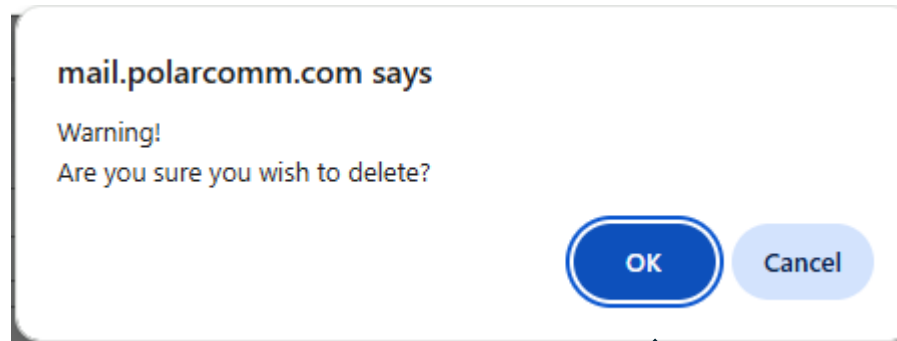 mail.polarcomm.com says
Warning!
Are you sure you wish to delete?
OK
Cancel